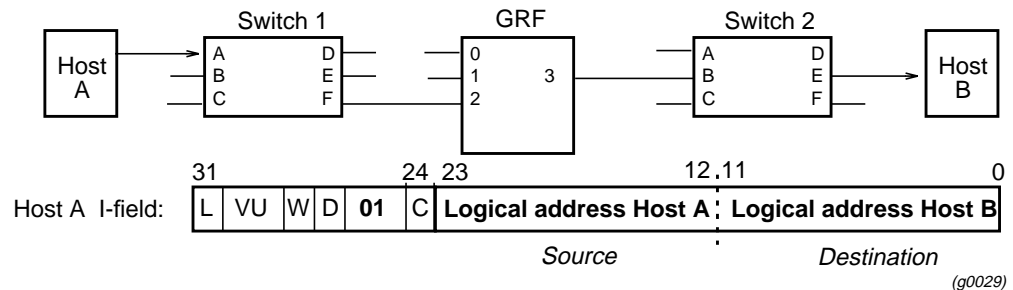 Switch 1
GRF
Switch 2
Host A
A
B
C
D
E
F
0
1
2
3
A
B
C
D
E
F
Host B
31
24
23
12
11
0
Host A I-field:
L
VU
W
D
01
C
Logical address Host A
Logical address Host B
Source
Destination
(g0029)